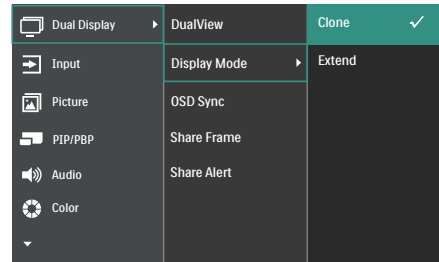 Dual Display
Input
Picture
PIP/PBP
Audio
Color
DualView
Display Mode
OSD Sync
Share Frame
Share Alert
Clone
Extend